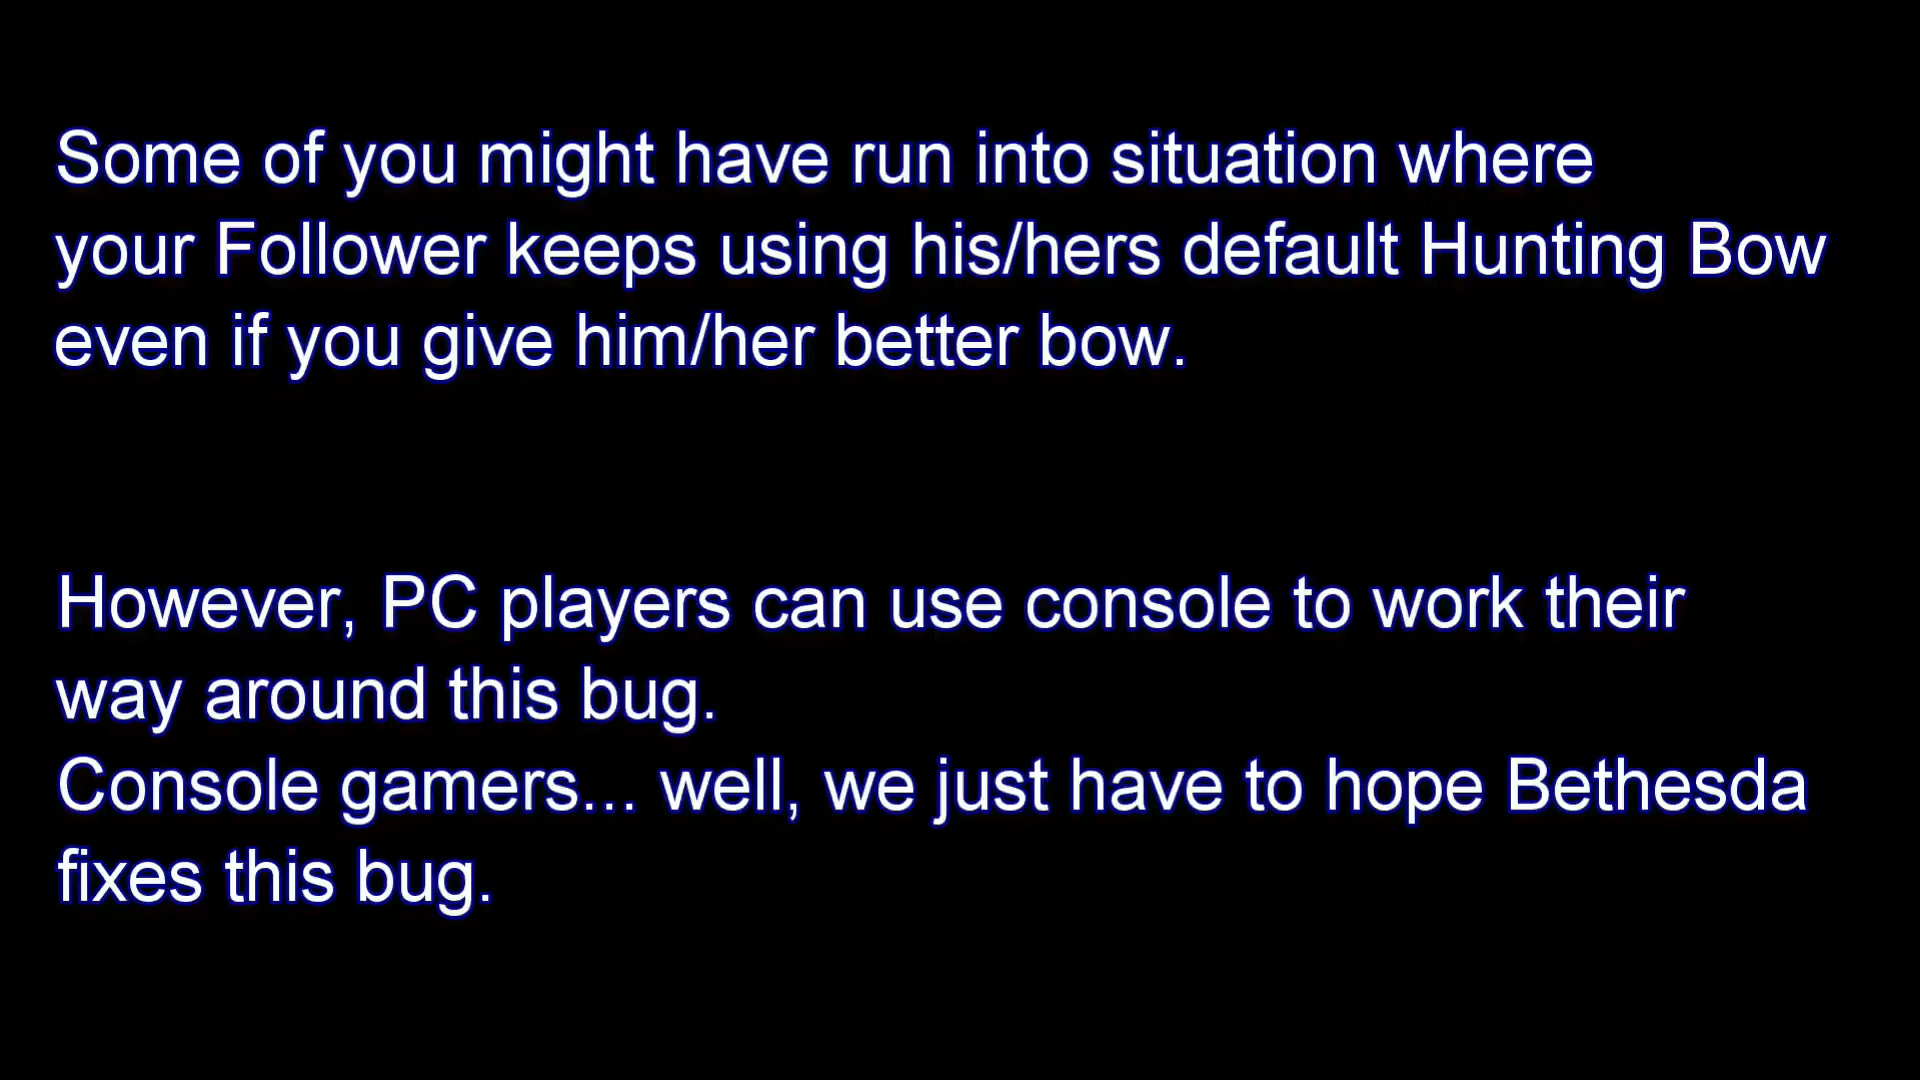 Some of you might have run into situation where
your Follower keeps using his/hers default Hunting Bow
even if you give him/her better bow.
However, PC players can use console to work their
way around this bug.
Console gamers... well, we just have to hope Bethesda
fixes this bug.